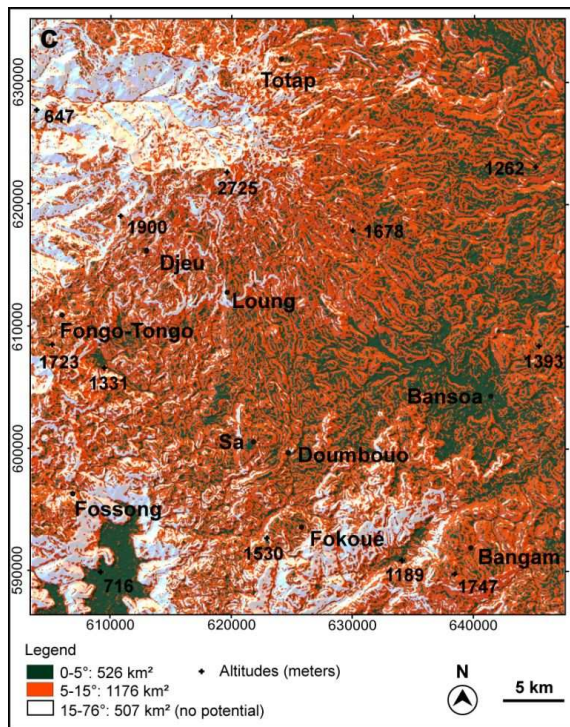 C
Totap
630000
647
1262
2725
620000
1900
1678
Djeu
Loung
Fongo-Tongo
610000
1723
1393
1331
Bansoa
Sa
600000
Doumbouo
Fossong
1530
Fokoué
Bangam
1189
590000
716
1747
610000 620000 630000 640000
Legend
0-5°: 526 km²
Altitudes (meters)
N
5-15°: 1176 km²
15-76°: 507 km² (no potential)
5 km